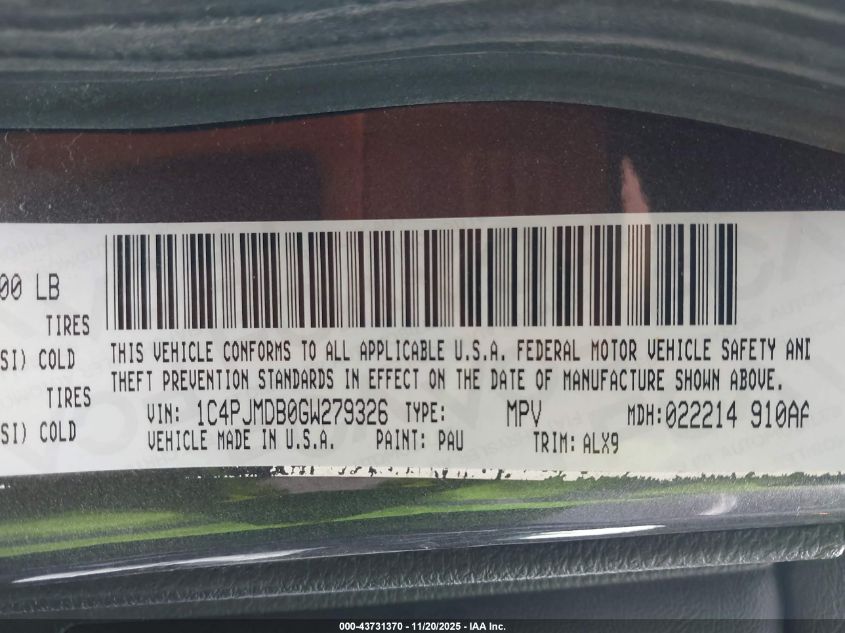 00 LB
TIRES
SI) COLD
TIRES
SI) COLD
THIS VEHICLE CONFORMS TO ALL APPLICABLE U.S.A. FEDERAL MOTOR VEHICLE SAFETY AND
THEFT PREVENTION STANDARDS IN EFFECT ON THE DATE OF MANUFACTURE SHOWN ABOVE.
VIN: 1C4PJMDB0GW279326 TYPE: MPV MDH: 022214 910AA
VEHICLE MADE IN U.S.A. PAINT: PAU TRIM: ALX9
000-43731370 - 11/20/2025 - IAA Inc.